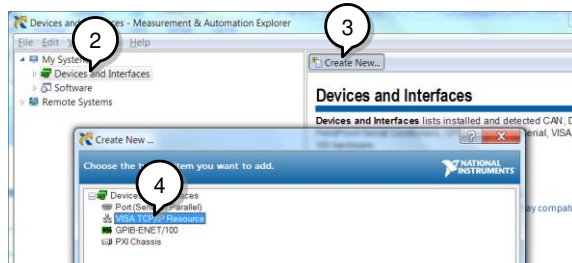 Devices and Interfaces - Measurement & Automation Explorer
File Edit Help
2
3
My System
Devices and Interfaces
Software
Remote Systems
Create New...
Devices and Interfaces
Devices and Interfaces lists installed and detected CAN, D
erial, VISA
Create New ...
Choose the you want to add.
NATIONAL
INSTRUMENTS
4
Devices
Port (Serial Parallel)
VISA TCP/IP Resource
GPIB-ENET/100
PXI Chassis
ay compati